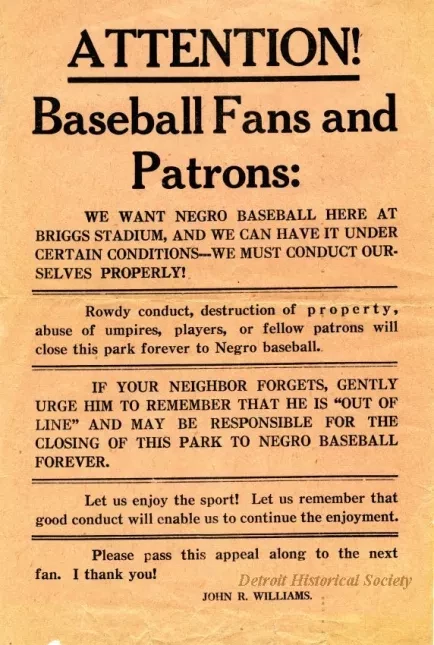 ATTENTION!
Baseball Fans and
Patrons:
WE WANT NEGRO BASEBALL HERE AT
BRIGGS STADIUM, AND WE CAN HAVE IT UNDER
CERTAIN CONDITIONS—WE MUST CONDUCT OUR-
SELVES PROPERLY!
Rowdy conduct, destruction of property,
abuse of umpires, players, or fellow patrons will
close this park forever to Negro baseball.
IF YOUR NEIGHBOR FORGETS, GENTLY
URGE HIM TO REMEMBER THAT HE IS “OUT OF
LINE” AND MAY BE RESPONSIBLE FOR THE
CLOSING OF THIS PARK TO NEGRO BASEBALL
FOREVER.
Let us enjoy the sport! Let us remember that
good conduct will enable us to continue the enjoyment.
Please pass this appeal along to the next
fan. I thank you!
Detroit Historical Society
JOHN R. WILLIAMS.